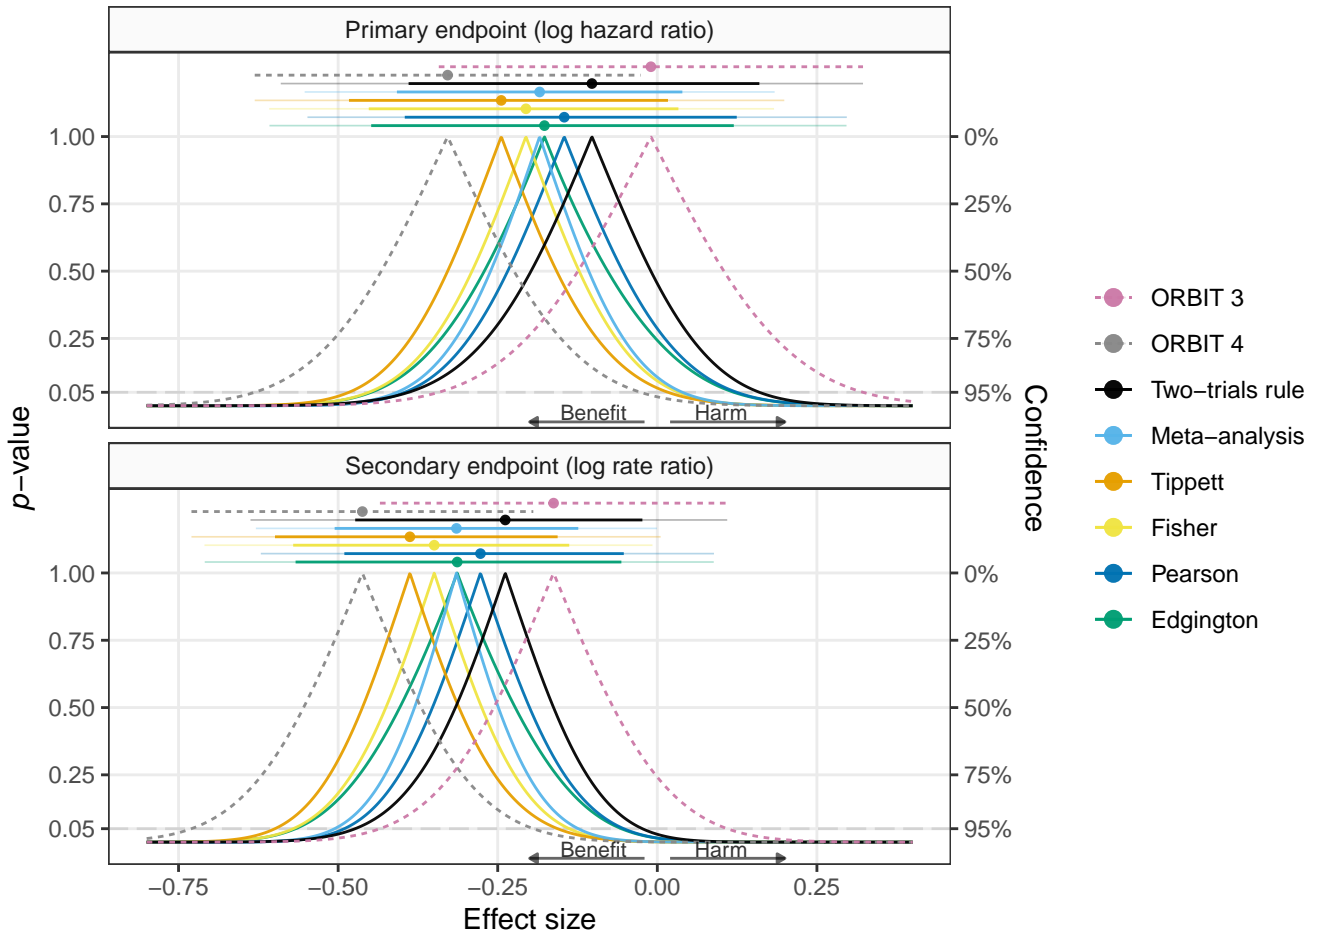 Primary endpoint (log hazard ratio)
1.00
0.75
0.50
0.25
0.05
0%
25%
50%
75%
95%
Benefit
Harm
Secondary endpoint (log rate ratio)
1.00
0.75
0.50
0.25
0.05
0%
25%
50%
75%
95%
Benefit
Harm
−0.75
−0.50
−0.25
0.00
0.25
Effect size
p−value
Confidence
ORBIT 3
ORBIT 4
Two−trials rule
Meta−analysis
Tippett
Fisher
Pearson
Edgington